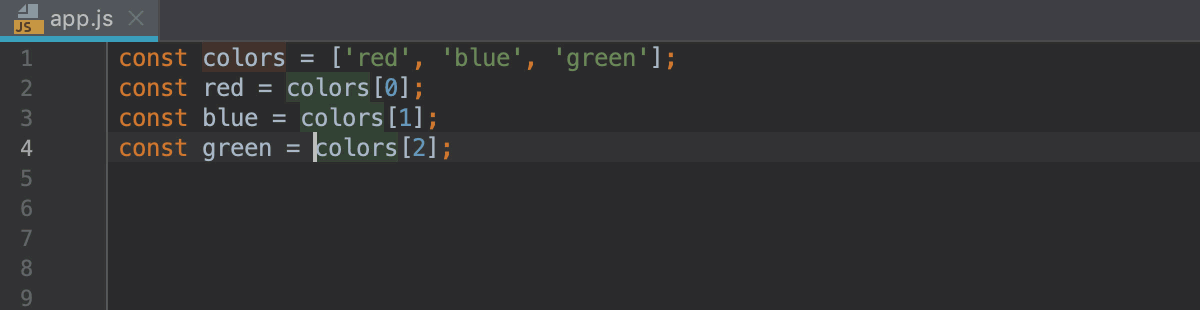 JS app.js
1 const colors = ['red', 'blue', 'green'];
2 const red = colors[0];
3 const blue = colors[1];
4 const green = colors[2];
5
6
7
8
9